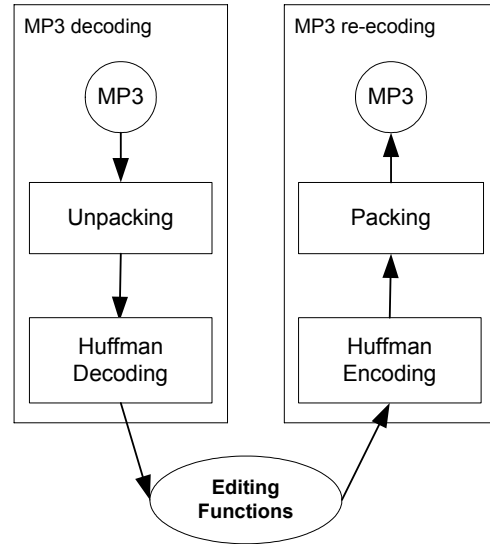 MP3 decoding
MP3
Unpacking
Huffman
Decoding
Editing
Functions
MP3 re-ecoding
MP3
Packing
Huffman
Encoding